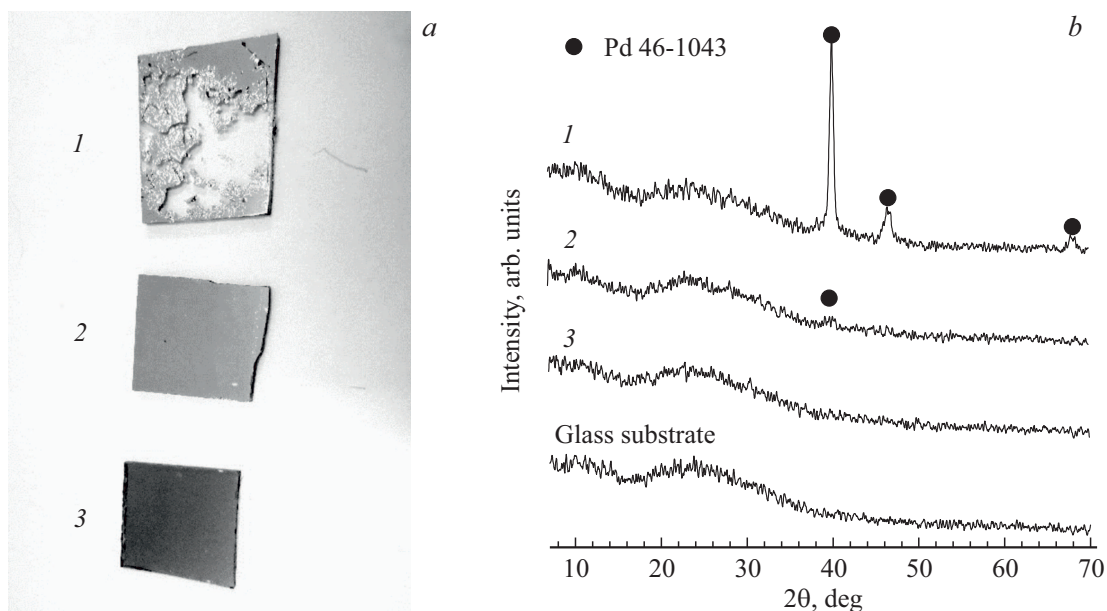 a
1
2
3
b
● Pd 46-1043
1
2
3
Glass substrate
Intensity, arb. units
10 20 30 40 50 60 70
2θ, deg